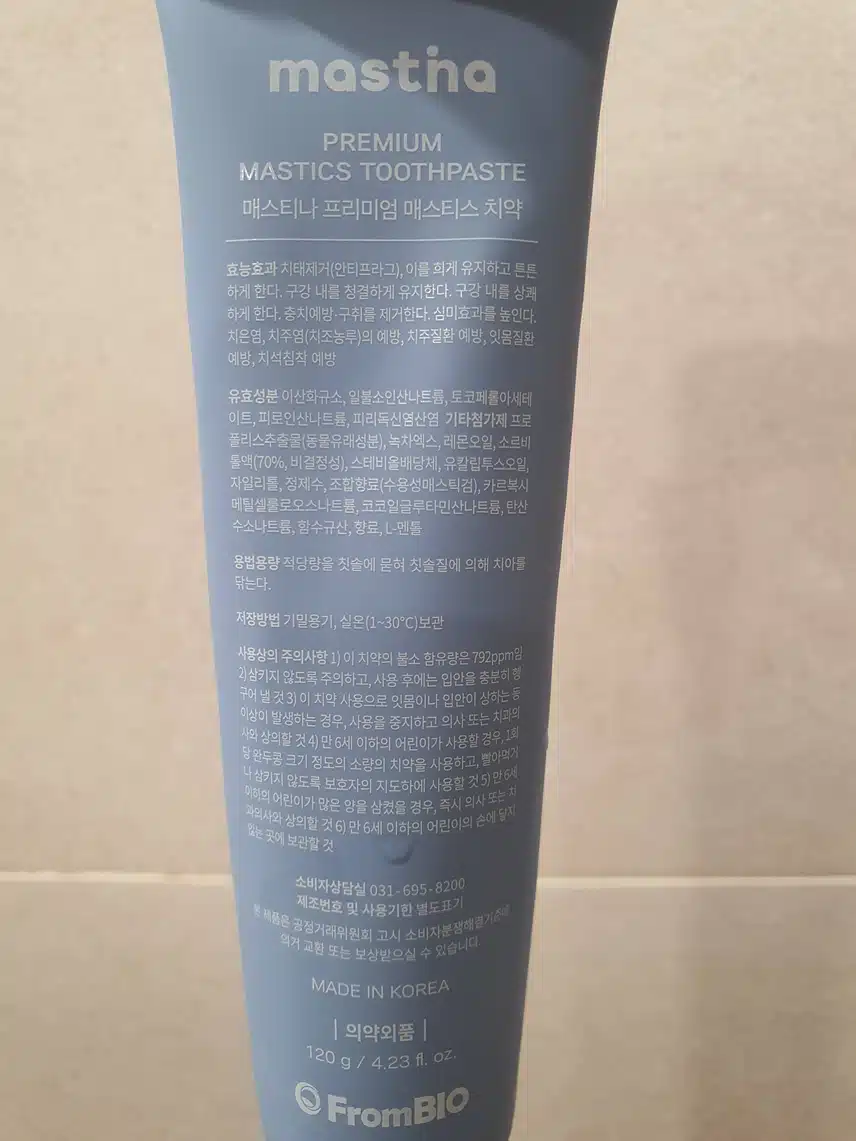 mastina
PREMIUM
MASTICS TOOTHPASTE
매스티나 프리미엄 매스티스 치약
효능효과 치태제거(안티프라그), 이를 희게 유지하고 튼튼
하게 한다. 구강 내를 청결하게 유지한다. 구강 내를 상쾌
하게 한다. 충치예방·구취를 제거한다. 심미효과를 높인다.
치은염, 치주염(치조농루)의 예방, 치주질환 예방, 잇몸질환
예방, 치석침착 예방
유효성분 이산화규소, 일불소인산나트륨, 토코페롤아세테
이트, 피로인산나트륨, 피리독신염산염 기타첨가제 프로
폴리스추출물(동물유래성분), 녹차엑스, 레몬오일, 소르비
톨액(70%, 비결정성), 스테비올배당체, 유칼립투스오일,
자일리톨, 정제수, 조합향료(수용성매스틱검), 카르복시
메틸셀룰로오스나트륨, 코코일글루타민산나트륨, 탄산
수소나트륨, 함수규산, 향료, L-멘톨
용법용량 적당량을 칫솔에 묻혀 칫솔질에 의해 치아를
닦는다.
저장방법 기밀용기, 실온(1~30°C)보관
사용상의 주의사항 1) 이 치약의 불소 함유량은 792ppm임
2) 삼키지 않도록 주의하고, 사용 후에는 입안을 충분히 헹
구어 낼 것 3) 이 치약 사용으로 잇몸이나 입안이 상하는 등
이상이 발생하는 경우, 사용을 중지하고 의사 또는 치과의
사와 상의할 것 4) 만 6세 이하의 어린이가 사용할 경우, 1회
당 완두콩 크기 정도의 소량의 치약을 사용하고, 빨아먹거
나 삼키지 않도록 보호자의 지도하에 사용할 것 5) 만 6세
이하의 어린이가 많은 양을 삼켰을 경우, 즉시 의사 또는 치
과의사와 상의할 것 6) 만 6세 이하의 어린이의 손에 닿지
않는 곳에 보관할 것
소비자상담실 031-695-8200
제조번호 및 사용기한 별도표기
본 제품은 공정거래위원회 고시 소비자분쟁해결기준에
의거 교환 또는 보상받으실 수 있습니다.
MADE IN KOREA
| 의약외품 |
120 g / 4.23 fl. oz.
FromBIO